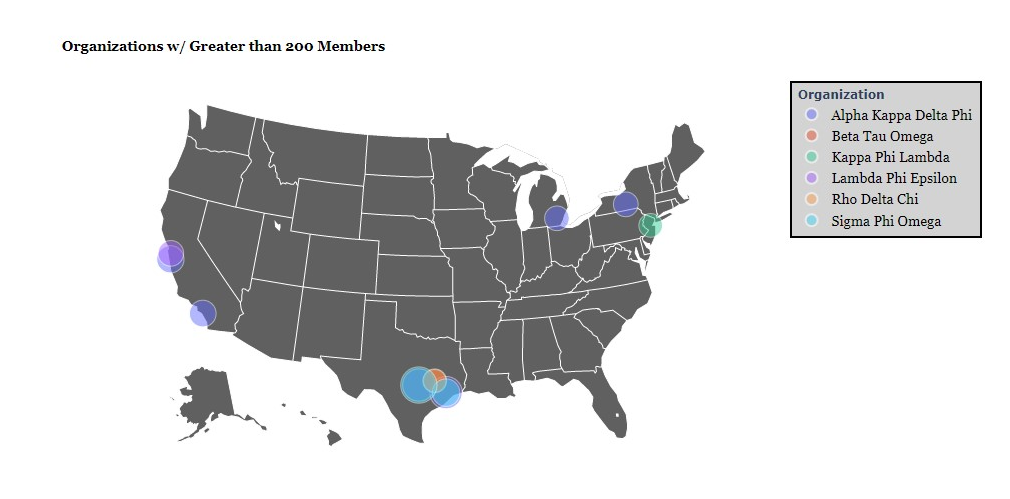 Organizations w/ Greater than 200 Members
Organization
Alpha Kappa Delta Phi
Beta Tau Omega
Kappa Phi Lambda
Lambda Phi Epsilon
Rho Delta Chi
Sigma Phi Omega